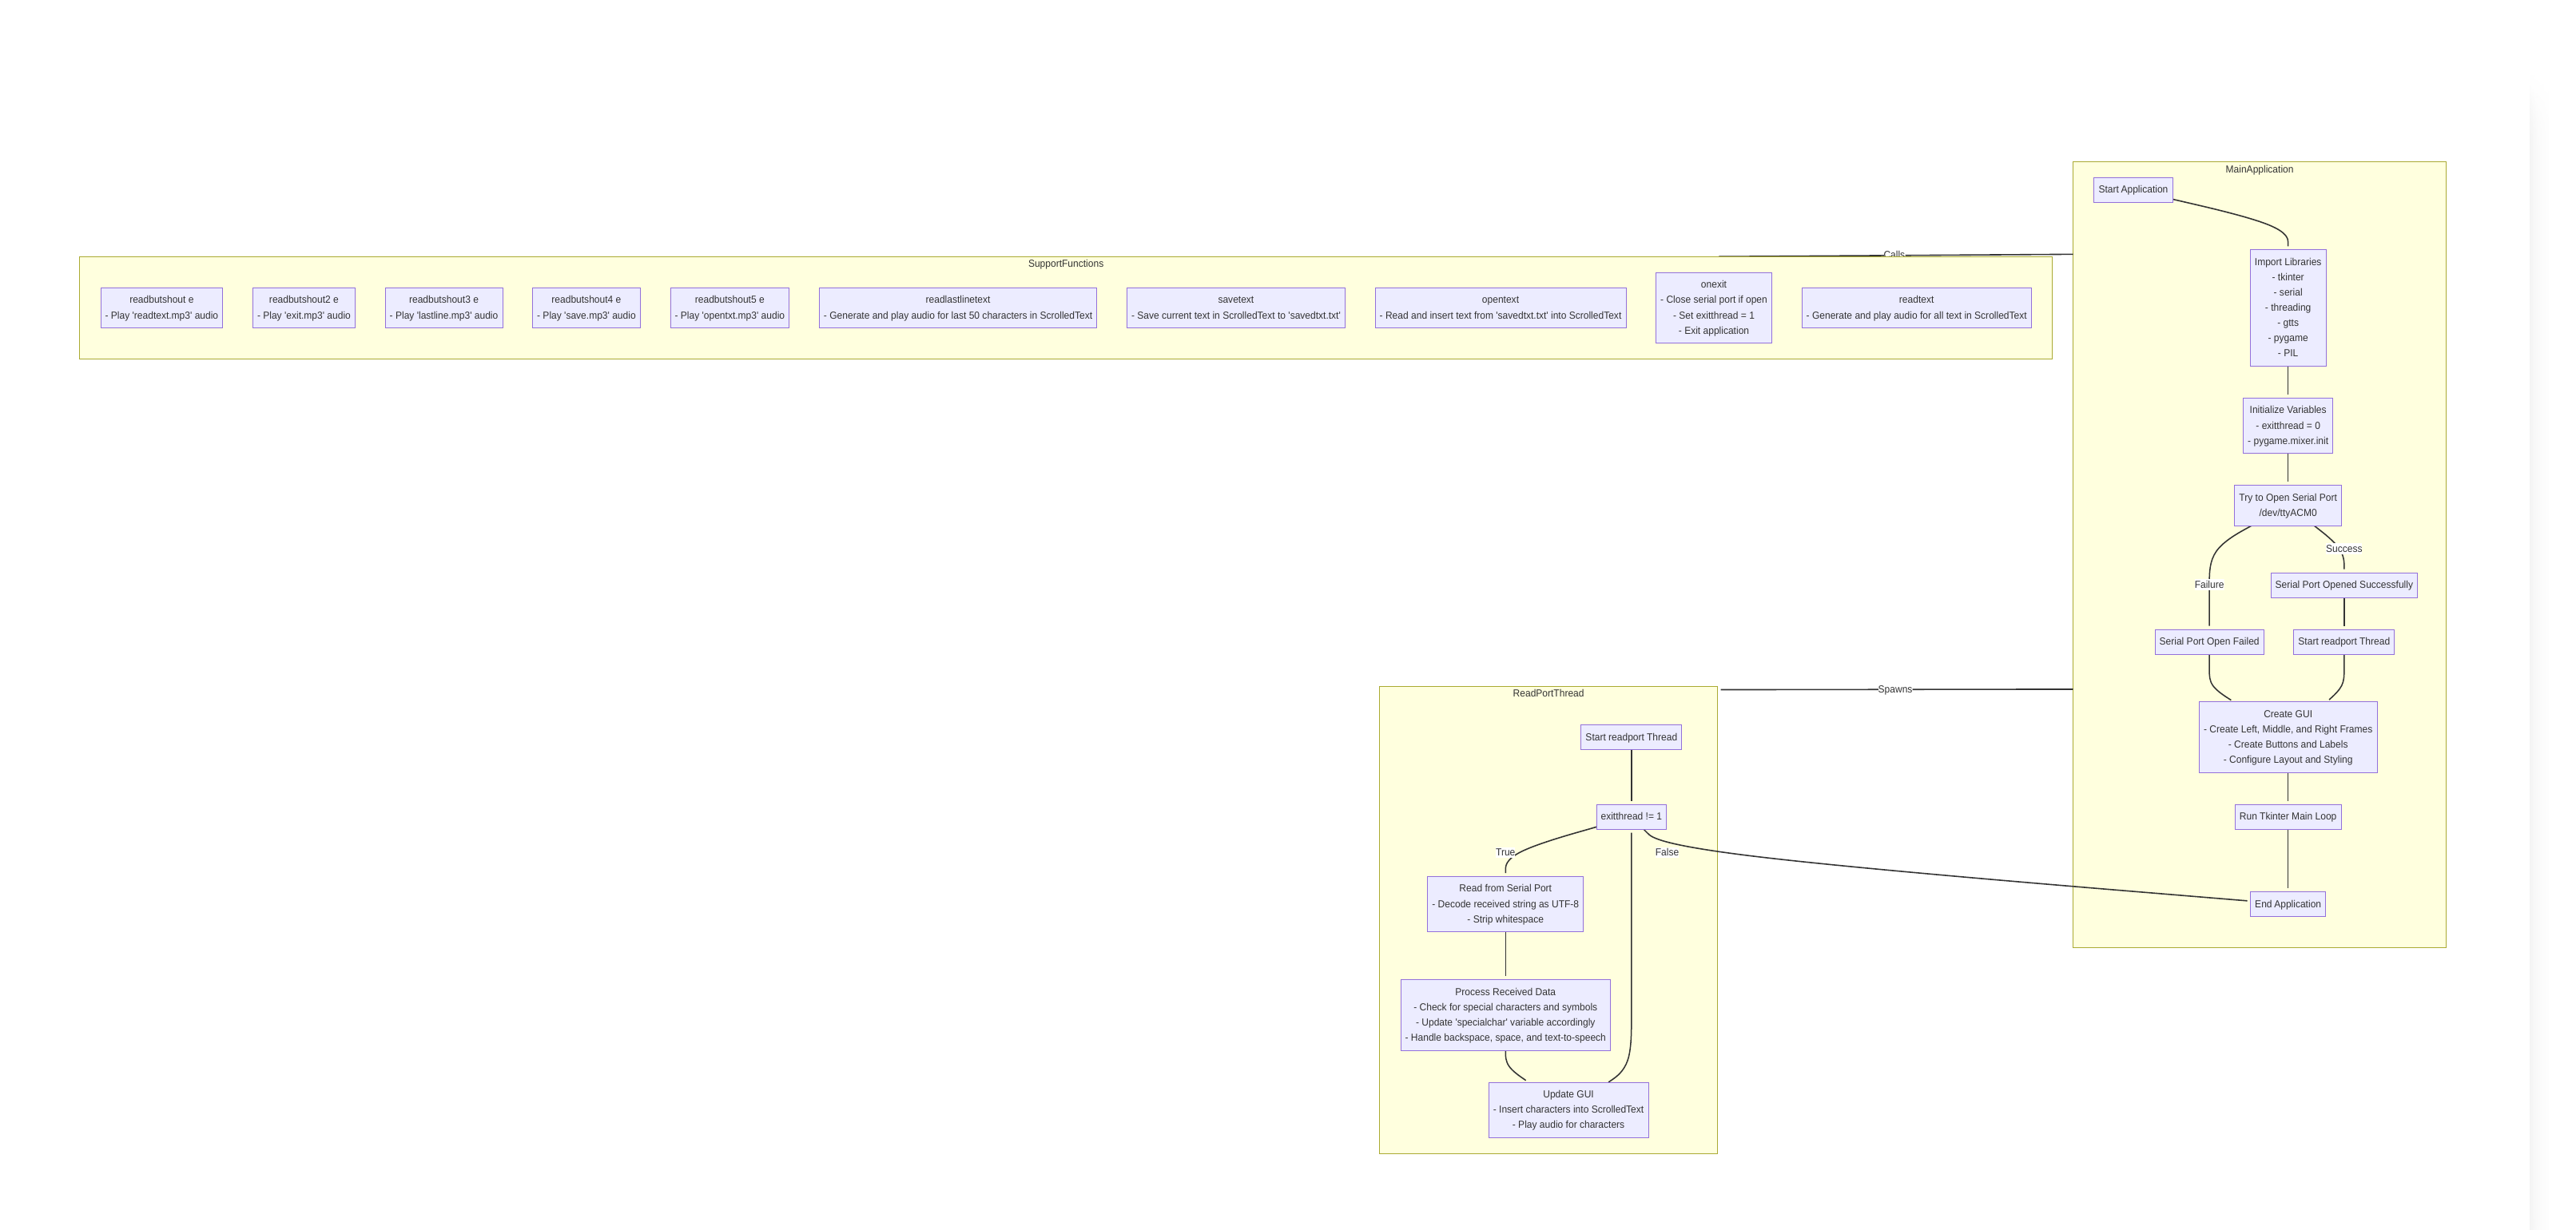 MainApplication
Start Application
Calls
Import Libraries
- tkinter
- serial
- threading
- gtts
- pygame
- PIL
SupportFunctions
readbutshout e
- Play 'readtext.mp3' audio
readbutshout2 e
- Play 'exit.mp3' audio
readbutshout3 e
- Play 'lastline.mp3' audio
readbutshout4 e
- Play 'save.mp3' audio
readbutshout5 e
- Play 'opentxt.mp3' audio
readlastlinetext
- Generate and play audio for last 50 characters in ScrolledText
savetext
- Save current text in ScrolledText to 'savedtxt.txt'
opentext
- Read and insert text from 'savedtxt.txt' into ScrolledText
onexit
- Close serial port if open
- Set exitthread = 1
- Exit application
readtext
- Generate and play audio for all text in ScrolledText
Initialize Variables
- exitthread = 0
- pygame.mixer.init
Try to Open Serial Port
/dev/ttyACM0
Success
Failure
Serial Port Opened Successfully
Serial Port Open Failed
Start readport Thread
Spawns
ReadPortThread
Create GUI
- Create Left, Middle, and Right Frames
- Create Buttons and Labels
- Configure Layout and Styling
Start readport Thread
exitthread != 1
Run Tkinter Main Loop
True
False
Read from Serial Port
- Decode received string as UTF-8
- Strip whitespace
End Application
Process Received Data
- Check for special characters and symbols
- Update 'specialchar' variable accordingly
- Handle backspace, space, and text-to-speech
Update GUI
- Insert characters into ScrolledText
- Play audio for characters